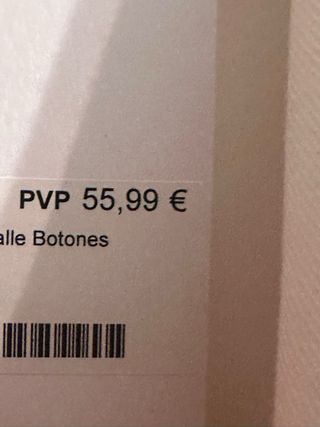 PVP 55,99 €
alle Botones